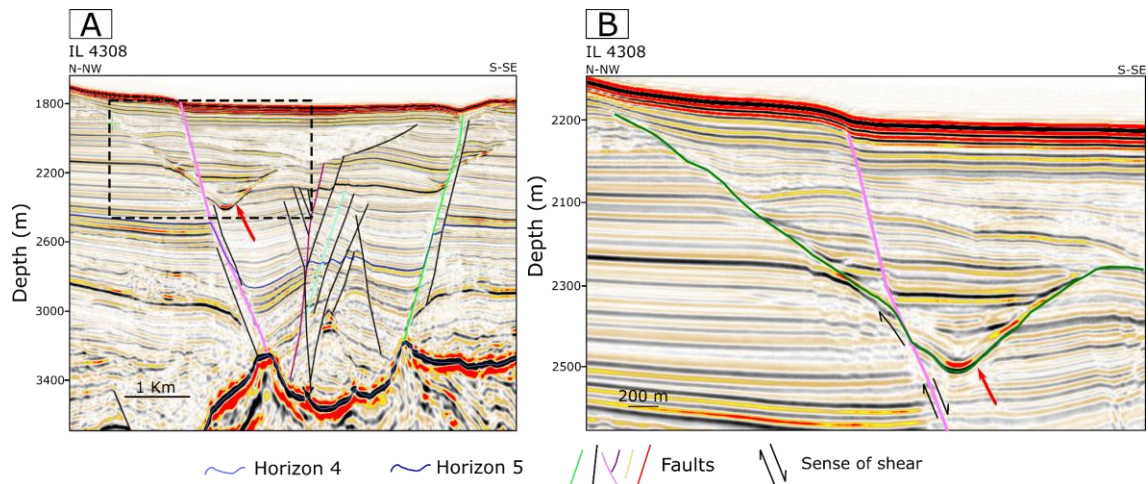 A
IL 4308
N-NW
S-SE
1800
2200
2600
3000
3400
Depth (m)
1 Km
B
IL 4308
N-NW
S-SE
2200
2100
2300
2500
Depth (m)
200 m
Horizon 4
Horizon 5
Faults
Sense of shear